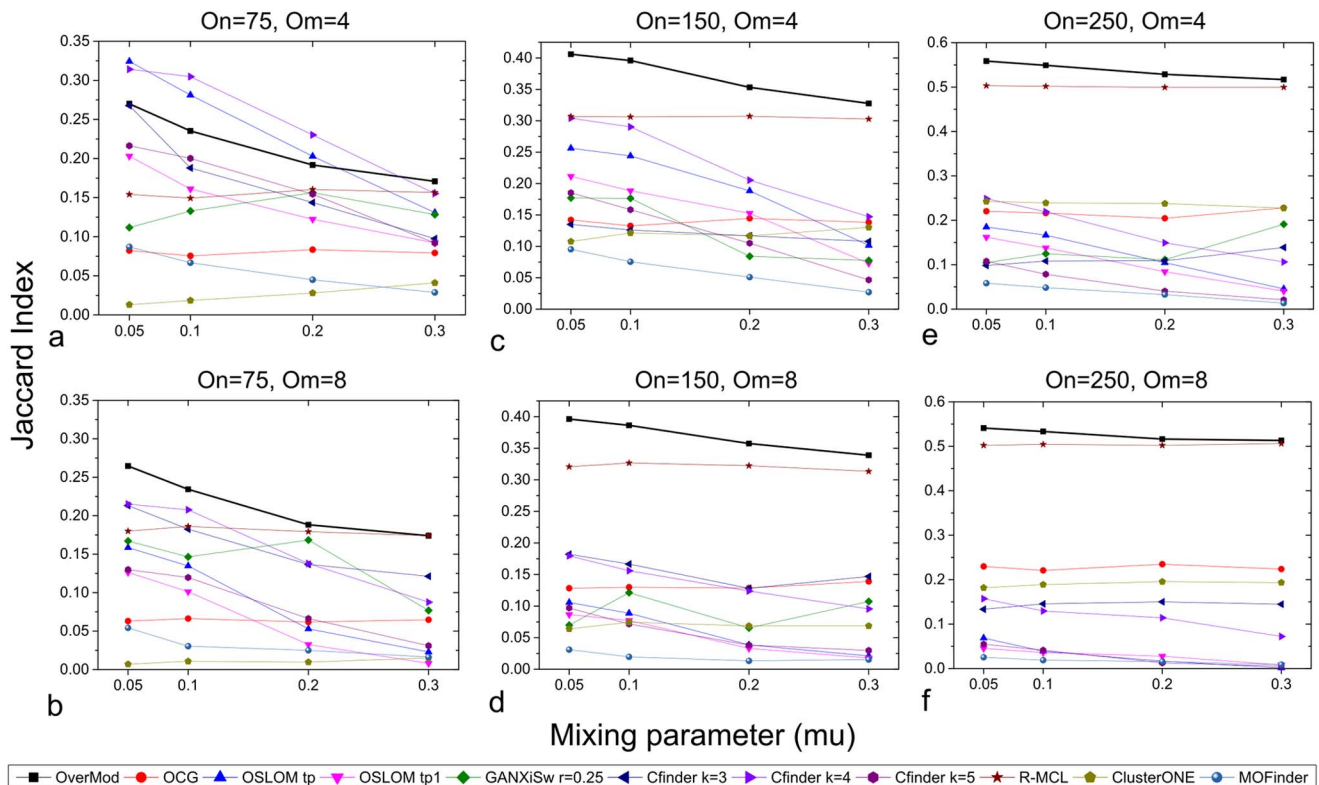 On=75, Om=4
0.35
0.30
0.25
0.20
0.15
0.10
0.05
0.00
0.05 0.1 0.2 0.3
a
On=150, Om=4
0.40
0.35
0.30
0.25
0.20
0.15
0.10
0.05
0.00
0.05 0.1 0.2 0.3
c
On=250, Om=4
0.6
0.5
0.4
0.3
0.2
0.1
0.0
0.05 0.1 0.2 0.3
e
Jaccard Index
On=75, Om=8
0.35
0.30
0.25
0.20
0.15
0.10
0.05
0.00
0.05 0.1 0.2 0.3
b
On=150, Om=8
0.40
0.35
0.30
0.25
0.20
0.15
0.10
0.05
0.00
0.05 0.1 0.2 0.3
d
On=250, Om=8
0.6
0.5
0.4
0.3
0.2
0.1
0.0
0.05 0.1 0.2 0.3
f
Mixing parameter (mu)
OverMod OCG OSLOM tp OSLOM tp1 GANXiSw r=0.25 Cfinder k=3 Cfinder k=4 Cfinder k=5 R-MCL ClusterONE MOFinder